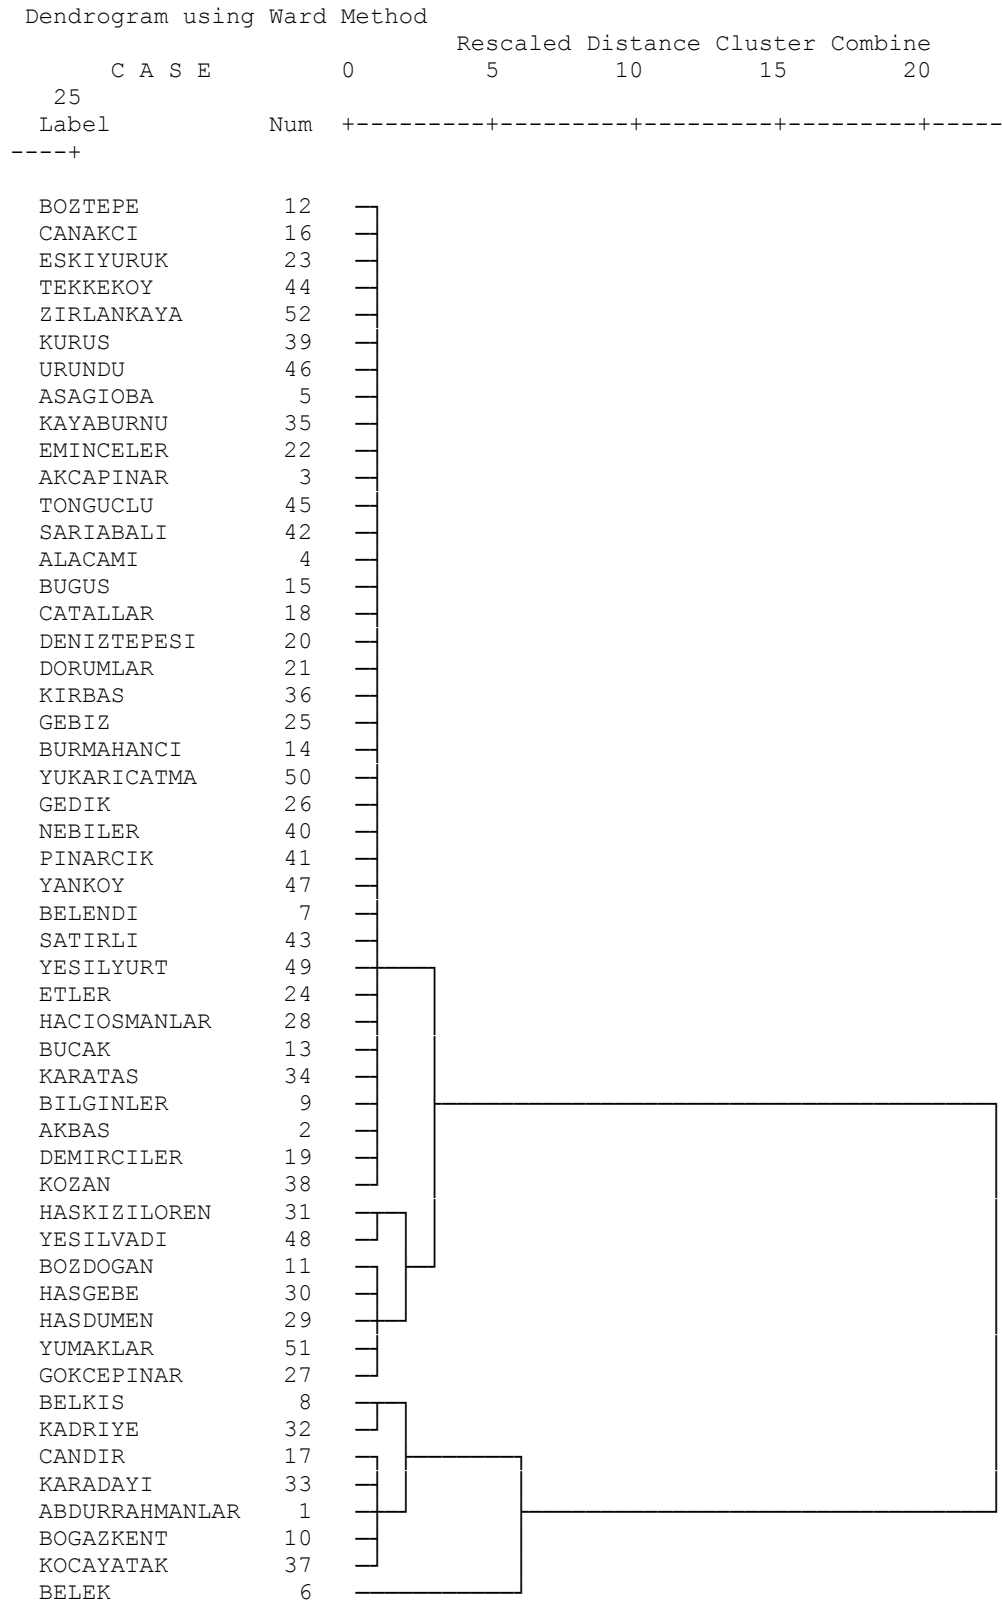 Dendrogram using Ward Method
Rescaled Distance Cluster Combine
C A S E 0 5 10 15 20
25
Label Num +---------+---------+---------+---------+-----
----+
BOZTEPE 12
CANAKCI 16
ESKIYURUK 23
TEKKEKOY 44
ZIRLANKAYA 52
KURUS 39
URUNDU 46
ASAGIOBA 5
KAYABURNU 35
EMINCELER 22
AKCAPINAR 3
TONGUCLU 45
SARIABALI 42
ALACAMI 4
BUGUS 15
CATALLAR 18
DENIZTEPESI 20
DORUMLAR 21
KIRBAS 36
GEBIZ 25
BURMAHANCI 14
YUKARICATMA 50
GEDIK 26
NEBILER 40
PINARCIK 41
YANKOY 47
BELENDI 7
SATIRLI 43
YESILYURT 49
ETLER 24
HACIOSMANLAR 28
BUCAK 13
KARATAS 34
BILGINLER 9
AKBAS 2
DEMIRCILER 19
KOZAN 38
HASKIZILOREN 31
YESILVADI 48
BOZDOGAN 11
HASGEBE 30
HASDUMEN 29
YUMAKLAR 51
GOKCEPINAR 27
BELKIS 8
KADRIYE 32
CANDIR 17
KARADAYI 33
ABDURRAHMANLAR 1
BOGAZKENT 10
KOCAYATAK 37
BELEK 6